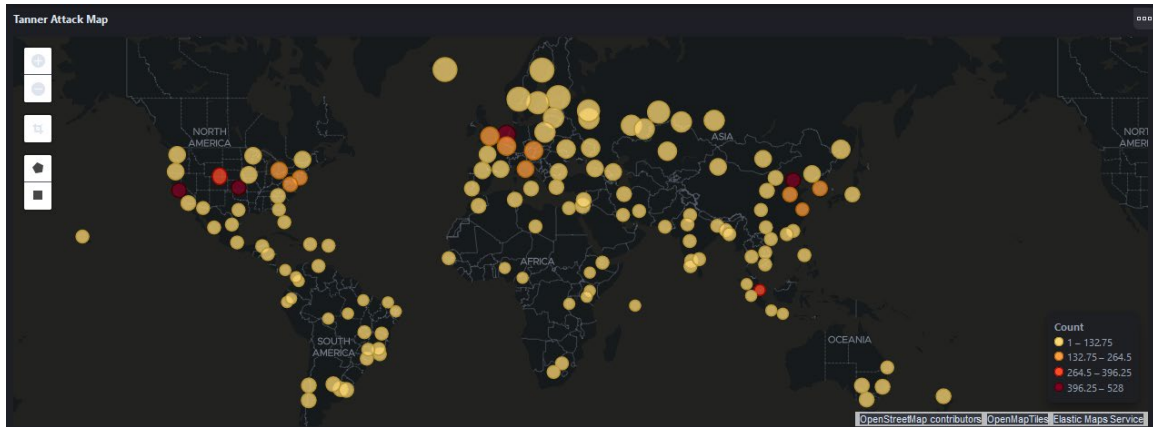 Tanner Attack Map
NORTH
AMERICA
ASIA
NORT
AMERI
AFRICA
SOUTH
AMERICA
OCEANIA
Count
1 – 132.75
132.75 – 264.5
264.5 – 396.25
396.25 – 528
OpenStreetMap contributors OpenMapTiles Elastic Maps Service